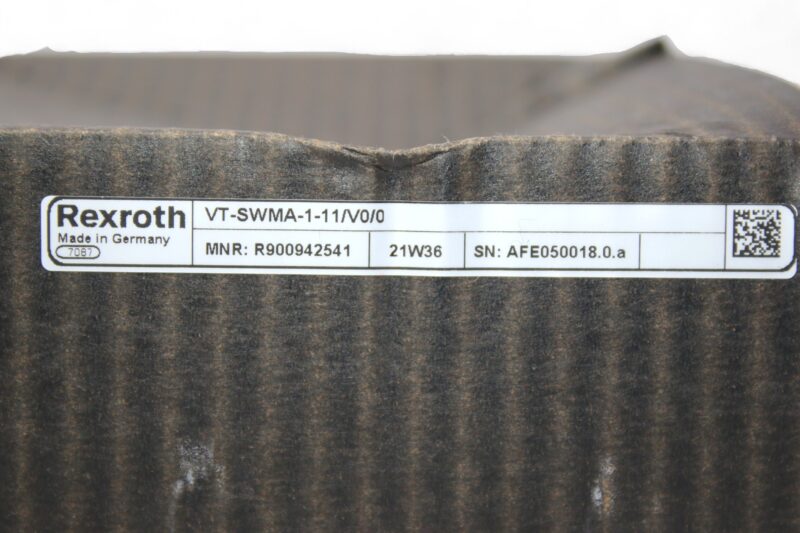 Rexroth
Made in Germany
7087
VT-SWMA-1-11/V0/0
MNR: R900942541
21W36
SN: AFE050018.0.a